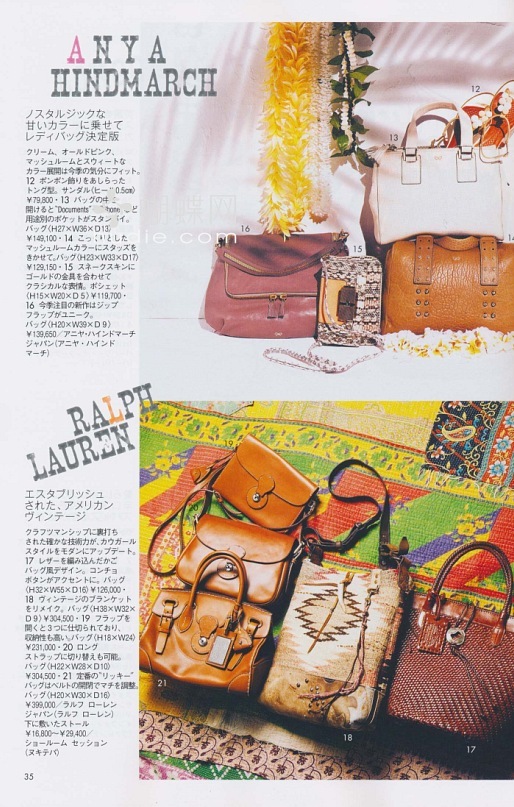 ANYA
HINDMARCH
ノスタルジックな
甘いカラーに乗せて
レディバッグ決定版
クリーム、オールドピンク、
マッシュルームとスウィートな
カラー展開は今季の気分にフィット。
12 ポンポン飾りをあしらった
トング型。サンダル(ヒール0.5㎝)
¥79,800・13 バッグの中を
開けると"Documents"
用途別のポケットがスタンバイ。
バッグ(H27×W36×D13)
¥149,100・14 こっくりとした
マッシュルームカラーにスタッズを
きかせて。バッグ(H23×W33×D17)
¥129,150・15 スネークスキンに
ゴールドの金具を合わせて
クラシカルな表情。ポシェット
(H15×W20×D5)¥119,700・
16 今季注目の新作はジップ
フラップがユニーク。
バッグ(H20×W39×D9)
¥139,650/アニヤ・ハインドマーチ
ジャパン(アニヤ・ハインド
マーチ)
12
13
14
15
16
RALPH
LAUREN
エスタブリッシュ
された、アメリカン
ヴィンテージ
クラフツマンシップに裏打ち
された確かな技術力が、カウガール
スタイルをモダンにアップデート。
17 レザーを編み込んだかご
バッグ風デザイン。コンチョ
ボタンがアクセントに。バッグ
(H32×W55×D16)¥126,000・
18 ヴィンテージのブランケット
をリメイク。バッグ(H38×W32×
D9)¥304,500・19 フラップを
開くと3つに仕切られており、
収納性も高い。バッグ(H18×W24)
¥231,000・20 ロング
ストラップに切り替えも可能。
バッグ(H22×W28×D10)
¥304,500・21 定番の"リッキー"
バッグはベルトの開閉でマチを調整。
バッグ(H20×W30×D16)
¥399,000/ラルフ ローレン
ジャパン(ラルフ ローレン)
下に敷いたストール
¥16,800~¥29,400/
ショールーム セッション
(ヌキテパ)
19
21
18
17
35